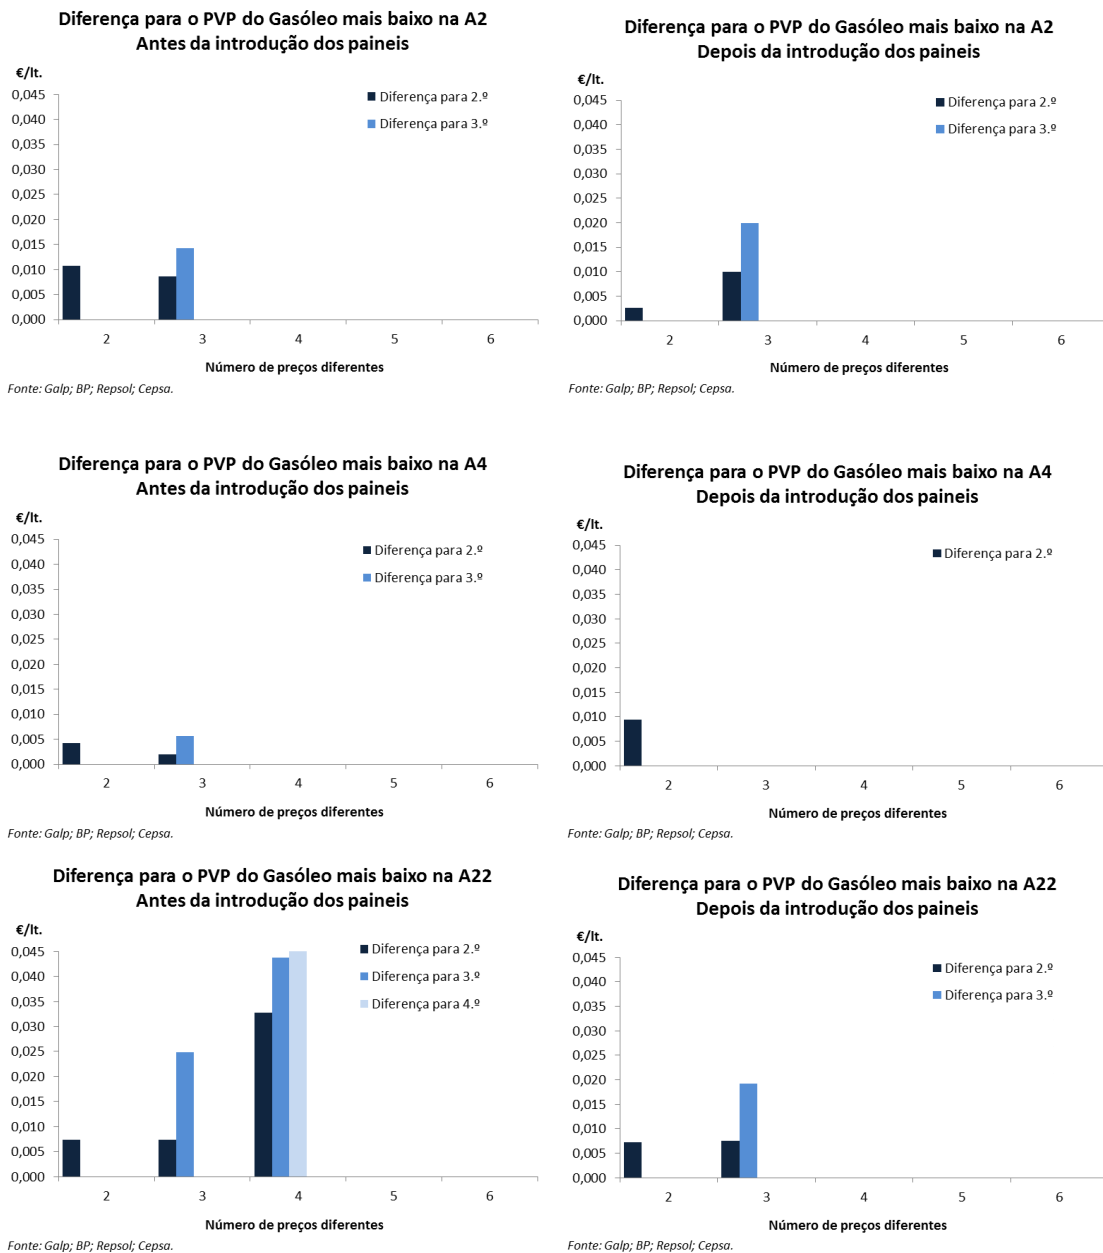 Diferença para o PVP do Gasóleo mais baixo na A2
Antes da introdução dos paineis
€/lt.
0,045
0,040
0,035
0,030
0,025
0,020
0,015
0,010
0,005
0,000
Diferença para 2.º
Diferença para 3.º
2 3 4 5 6
Número de preços diferentes
Fonte: Galp; BP; Repsol; Cepsa.
Diferença para o PVP do Gasóleo mais baixo na A2
Depois da introdução dos paineis
€/lt.
0,045
0,040
0,035
0,030
0,025
0,020
0,015
0,010
0,005
0,000
Diferença para 2.º
Diferença para 3.º
2 3 4 5 6
Número de preços diferentes
Fonte: Galp; BP; Repsol; Cepsa.
Diferença para o PVP do Gasóleo mais baixo na A4
Antes da introdução dos paineis
€/lt.
0,045
0,040
0,035
0,030
0,025
0,020
0,015
0,010
0,005
0,000
Diferença para 2.º
Diferença para 3.º
2 3 4 5 6
Número de preços diferentes
Fonte: Galp; BP; Repsol; Cepsa.
Diferença para o PVP do Gasóleo mais baixo na A4
Depois da introdução dos paineis
€/lt.
0,045
0,040
0,035
0,030
0,025
0,020
0,015
0,010
0,005
0,000
Diferença para 2.º
2 3 4 5 6
Número de preços diferentes
Fonte: Galp; BP; Repsol; Cepsa.
Diferença para o PVP do Gasóleo mais baixo na A22
Antes da introdução dos paineis
€/lt.
0,045
0,040
0,035
0,030
0,025
0,020
0,015
0,010
0,005
0,000
Diferença para 2.º
Diferença para 3.º
Diferença para 4.º
2 3 4 5 6
Número de preços diferentes
Fonte: Galp; BP; Repsol; Cepsa.
Diferença para o PVP do Gasóleo mais baixo na A22
Depois da introdução dos paineis
€/lt.
0,045
0,040
0,035
0,030
0,025
0,020
0,015
0,010
0,005
0,000
Diferença para 2.º
Diferença para 3.º
2 3 4 5 6
Número de preços diferentes
Fonte: Galp; BP; Repsol; Cepsa.